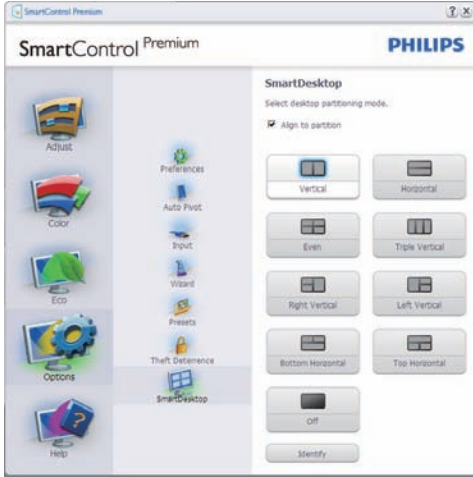 SmartControl Premium
SmartControl Premium
PHILIPS
Adjust
Color
Eco
Options
Help
Preferences
Auto Pivot
Input
Wizard
Presets
Theft Deterrence
SmartDesktop
SmartDesktop
Select desktop partitioning mode.
Align to partition
Vertical
Horizontal
Even
Triple Vertical
Right Vertical
Left Vertical
Bottom Horizontal
Top Horizontal
Off
Identify